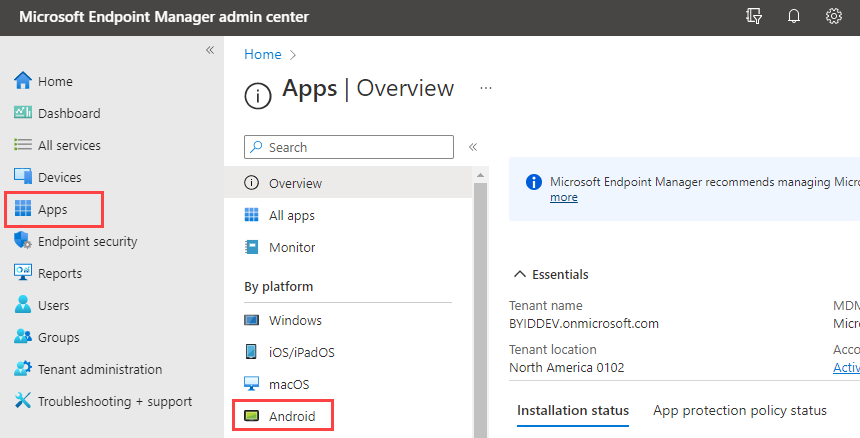 Microsoft Endpoint Manager admin center
«
Home
Dashboard
All services
Devices
Apps
Endpoint security
Reports
Users
Groups
Tenant administration
Troubleshooting + support
Home >
Apps | Overview ...
Search «
Overview
All apps
Monitor
By platform
Windows
iOS/iPadOS
macOS
Android
Microsoft Endpoint Manager recommends managing Micro
more
Essentials
Tenant name MDM
BYIDDEV.onmicrosoft.com Micro
Tenant location Acco
North America 0102 Activ
Installation status App protection policy status